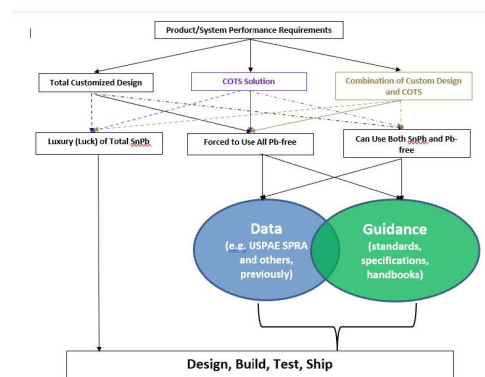 Product/System Performance Requirements
Total Customized Design
COTS Solution
Combination of Custom Design
and COTS
Luxury (Luck) of Total SnPb
Forced to Use All Pb-free
Can Use Both SnPb and Pb-
free
Data
(e.g. USPAE SPRA
and others,
previously)
Guidance
(standards,
specifications,
handbooks)
Design, Build, Test, Ship